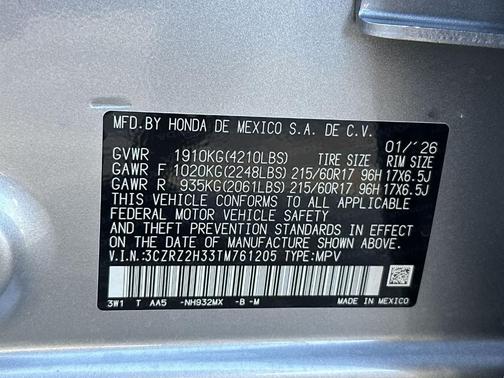 MFD.BY HONDA DE MEXICO S.A. DE C.V.
01/'26
GVWR 1910KG(4210LBS) TIRE SIZE RIM SIZE
GAWR F 1020KG(2248LBS) 215/60R17 96H 17X6.5J
GAWR R 935KG(2061LBS) 215/60R17 96H 17X6.5J
THIS VEHICLE CONFORMS TO ALL APPLICABLE
FEDERAL MOTOR VEHICLE SAFETY
AND THEFT PREVENTION STANDARDS IN EFFECT
ON THE DATE OF MANUFACTURE SHOWN ABOVE.
V.I.N.:3CZRZ2H33TM761205 TYPE:MPV
3W1 T AA5 -NH932MX -B -M MADE IN MEXICO